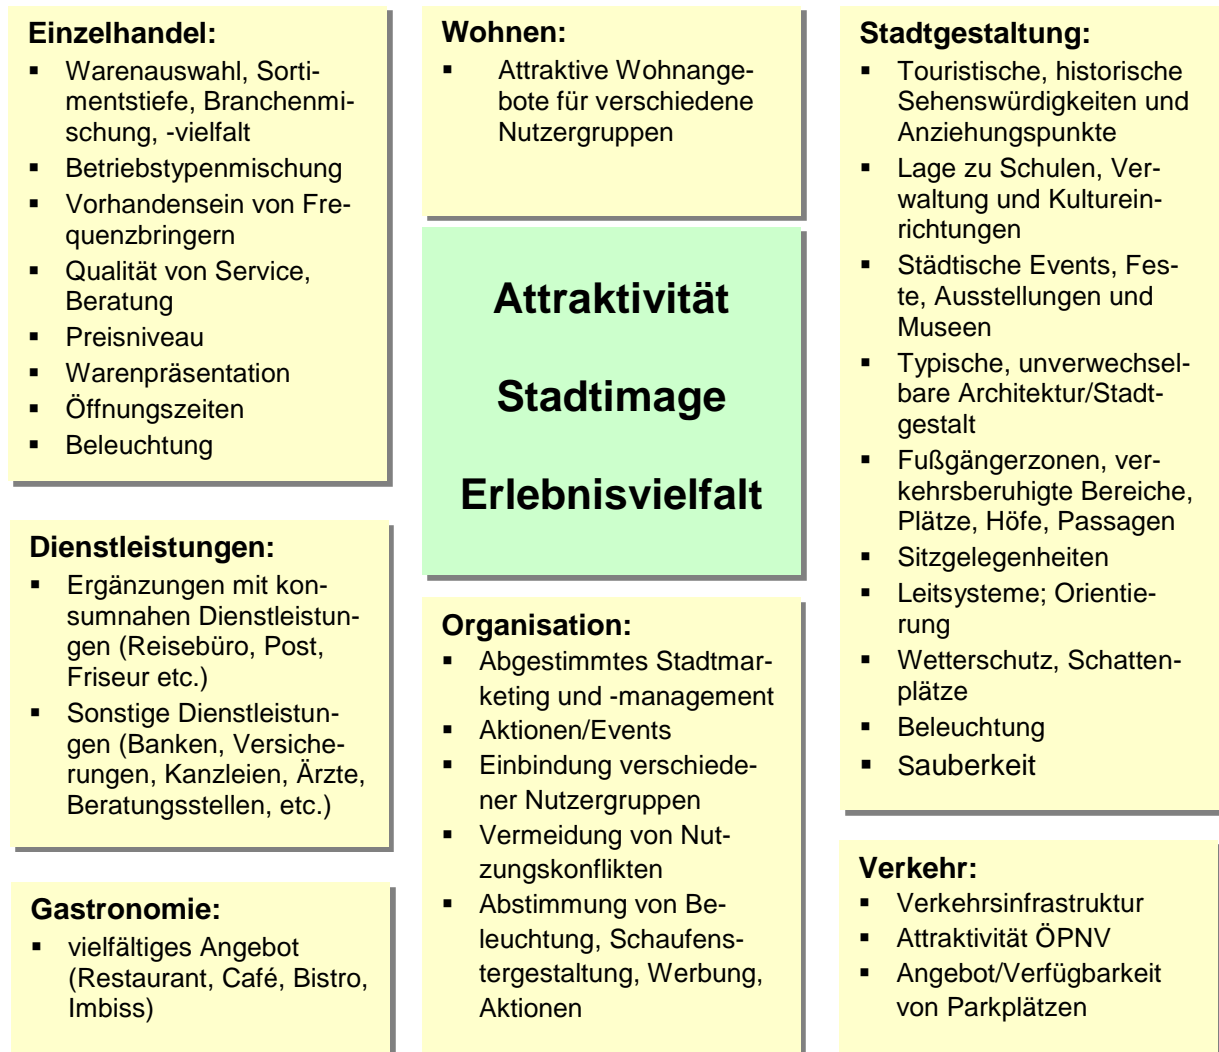 Einzelhandel:
▪ Warenauswahl, Sorti-
mentstiefe, Branchenmi-
schung, -vielfalt
▪ Betriebstypenmischung
▪ Vorhandensein von Fre-
quenzbringern
▪ Qualität von Service,
Beratung
▪ Preisniveau
▪ Warenpräsentation
▪ Öffnungszeiten
▪ Beleuchtung
Dienstleistungen:
▪ Ergänzungen mit kon-
sumnahen Dienstleistun-
gen (Reisebüro, Post,
Friseur etc.)
▪ Sonstige Dienstleistun-
gen (Banken, Versiche-
rungen, Kanzleien, Ärzte,
Beratungsstellen, etc.)
Gastronomie:
▪ vielfältiges Angebot
(Restaurant, Café, Bistro,
Imbiss)
Wohnen:
▪ Attraktive Wohnange-
bote für verschiedene
Nutzergruppen
Attraktivität
Stadtimage
Erlebnisvielfalt
Organisation:
▪ Abgestimmtes Stadtmar-
keting und -management
▪ Aktionen/Events
▪ Einbindung verschiede-
ner Nutzergruppen
▪ Vermeidung von Nut-
zungskonflikten
▪ Abstimmung von Be-
leuchtung, Schaufens-
tergestaltung, Werbung,
Aktionen
Stadtgestaltung:
▪ Touristische, historische
Sehenswürdigkeiten und
Anziehungspunkte
▪ Lage zu Schulen, Ver-
waltung und Kulturein-
richtungen
▪ Städtische Events, Fes-
te, Ausstellungen und
Museen
▪ Typische, unverwechsel-
bare Architektur/Stadt-
gestalt
▪ Fußgängerzonen, ver-
kehrsberuhigte Bereiche,
Plätze, Höfe, Passagen
▪ Sitzgelegenheiten
▪ Leitsysteme; Orientie-
rung
▪ Wetterschutz, Schatten-
plätze
▪ Beleuchtung
▪ Sauberkeit
Verkehr:
▪ Verkehrsinfrastruktur
▪ Attraktivität ÖPNV
▪ Angebot/Verfügbarkeit
von Parkplätzen